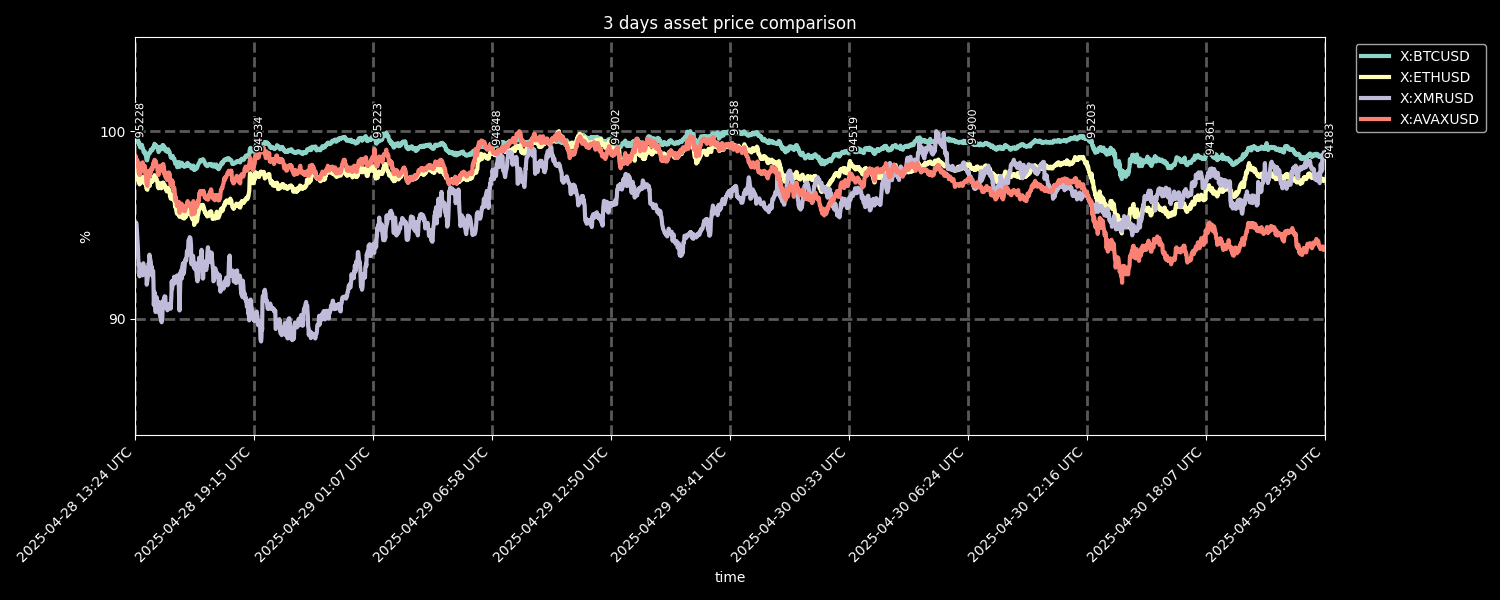 3 days asset price comparison
X:BTCUSD
X:ETHUSD
X:XMRUSD
X:AVAXUSD
95228
94534
95223
94848
94902
95358
94519
94900
95203
94361
94183
100
90
%
2025-04-28 13:24 UTC
2025-04-28 19:15 UTC
2025-04-29 01:07 UTC
2025-04-29 06:58 UTC
2025-04-29 12:50 UTC
2025-04-29 18:41 UTC
2025-04-30 00:33 UTC
2025-04-30 06:24 UTC
2025-04-30 12:16 UTC
2025-04-30 18:07 UTC
2025-04-30 23:59 UTC
time